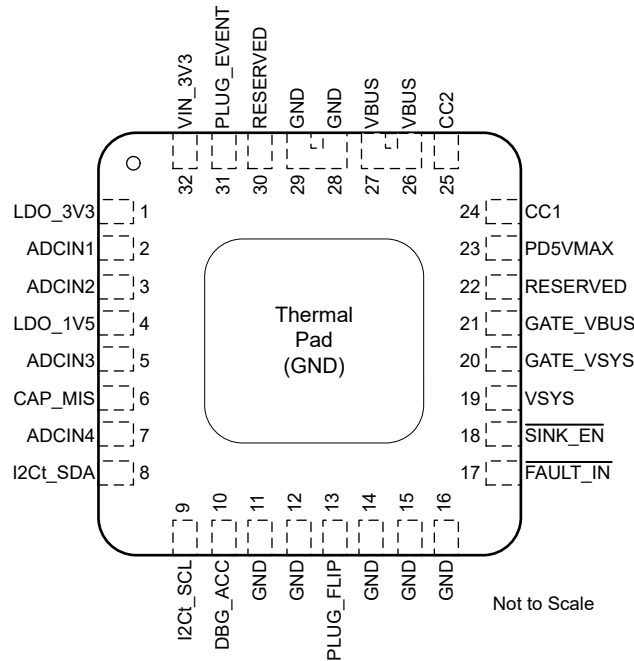 VIN_3V3
PLUG_EVENT
RESERVED
GND
GND
VBUS
VBUS
CC2
32
31
30
29
28
27
26
25
LDO_3V3 1
ADCIN1 2
ADCIN2 3
LDO_1V5 4
ADCIN3 5
CAP_MIS 6
ADCIN4 7
I2Ct_SDA 8
Thermal
Pad
(GND)
24 CC1
23 PD5VMAX
22 RESERVED
21 GATE_VBUS
20 GATE_VSYS
19 VSYS
18 SINK_EN
17 FAULT_IN
9
10
11
12
13
14
15
16
I2Ct_SCL
DBG_ACC
GND
GND
PLUG_FLIP
GND
GND
GND
Not to Scale